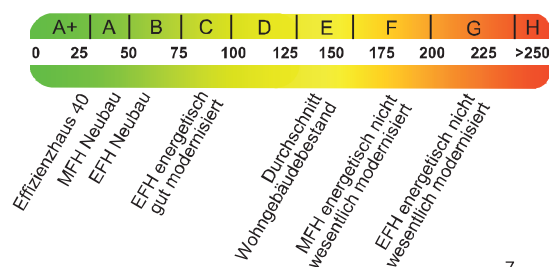 A+ A B C D E F G H
0 25 50 75 100 125 150 175 200 225 >250
Effizienzhaus 40
MFH Neubau
EFH Neubau
EFH energetisch
gut modernisiert
Durchschnitt
Wohngebäudebestand
MFH energetisch nicht
wesentlich modernisiert
EFH energetisch nicht
wesentlich modernisiert